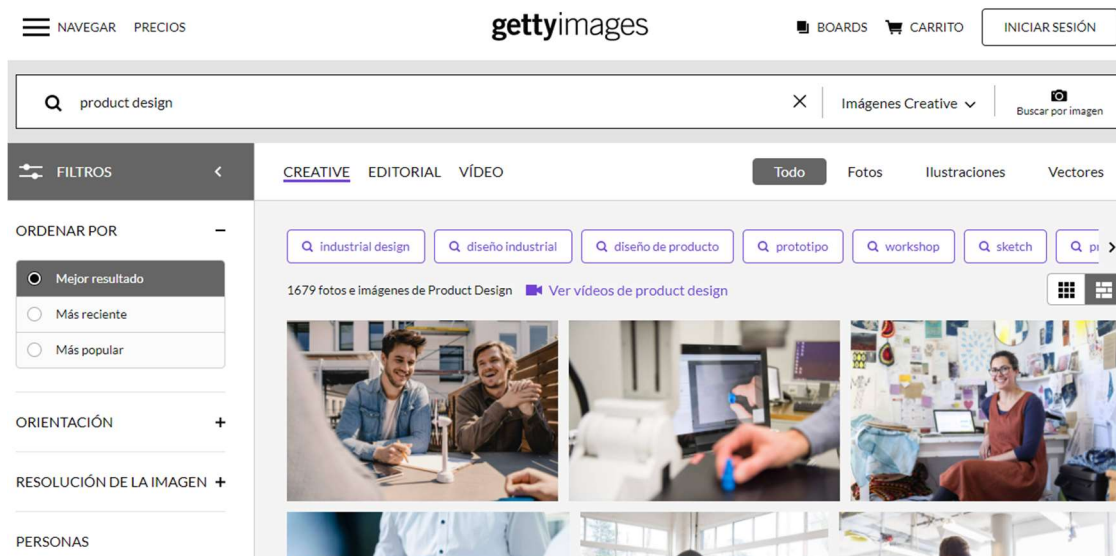 NAVEGAR PRECIOS gettyimages BOARDS CARRITO INICIAR SESIÓN
product design Imágenes Creative Buscar por imagen
FILTROS
CREATIVE EDITORIAL VÍDEO Todo Fotos Ilustraciones Vectores
ORDENAR POR
Mejor resultado
Más reciente
Más popular
ORIENTACIÓN
RESOLUCIÓN DE LA IMAGEN
PERSONAS
industrial design diseño industrial diseño de producto prototipo workshop sketch
1679 fotos e imágenes de Product Design Ver vídeos de product design